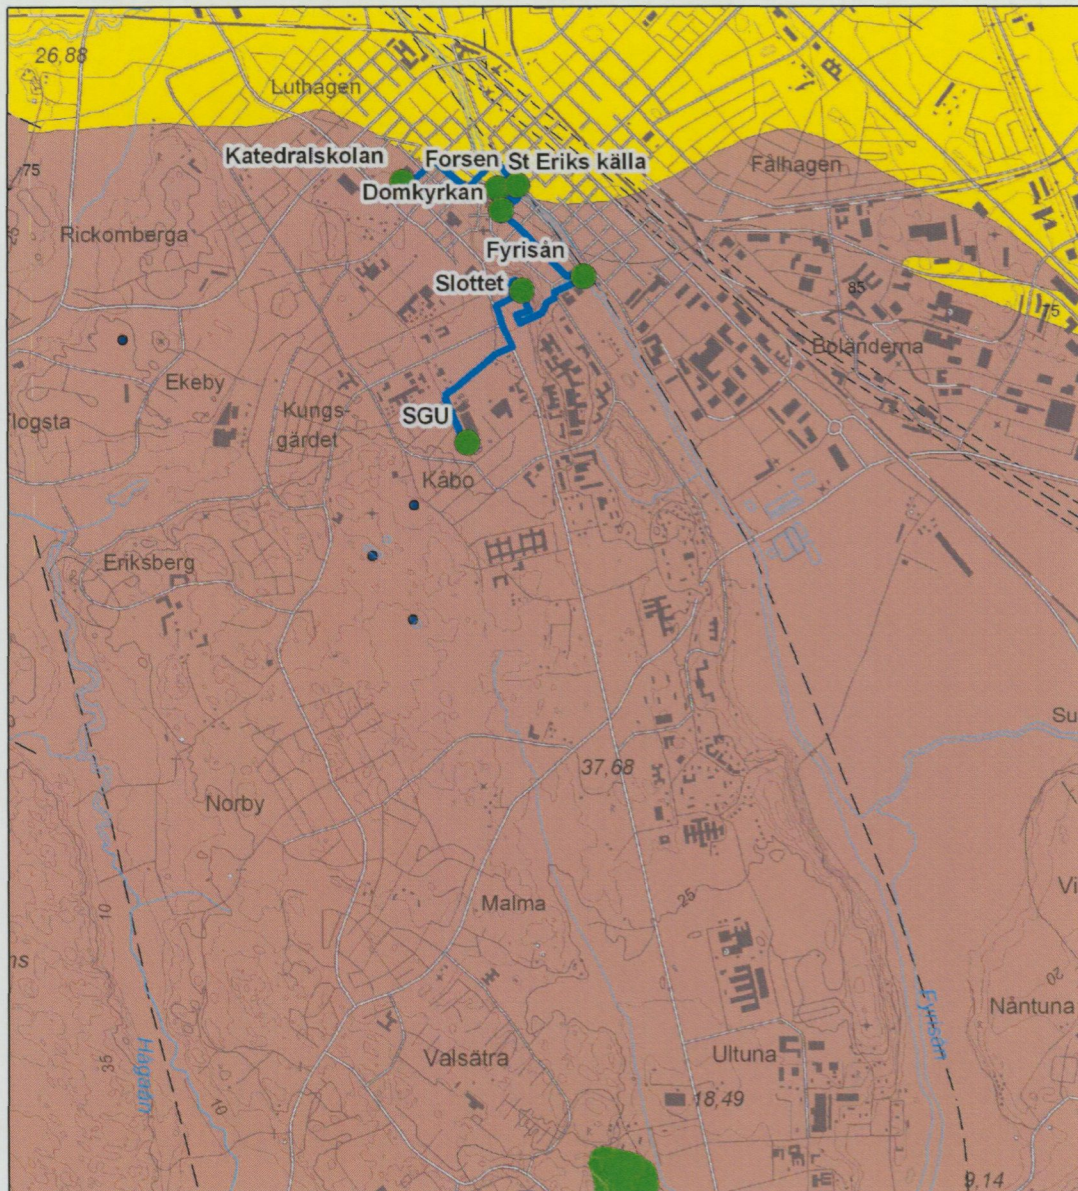 26,88
Luthagen
Katedralskolan
Forsen
St Eriks källa
Fålhagen
75
Domkyrkan
25
Rickomberga
Fyrisån
Slottet
85
75
Boländerna
Ekeby
Kungs-
gärdet
SGU
Flogsta
Kåbo
Eriksberg
Su
37,68
Norby
Malma
25
10
Vi
ns
20
Nåntuna
Fyrisån
Hågaån
35
Valsätra
Ultuna
10
18,49
9,14